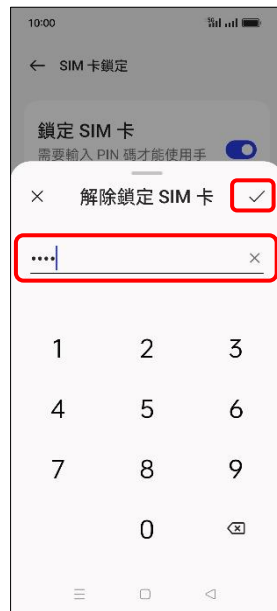 10:00
5G
← SIM 卡鎖定
鎖定 SIM 卡
需要輸入 PIN 碼才能使用手
× 解除鎖定 SIM 卡 ✓
•••• ×
1 2 3
4 5 6
7 8 9
0